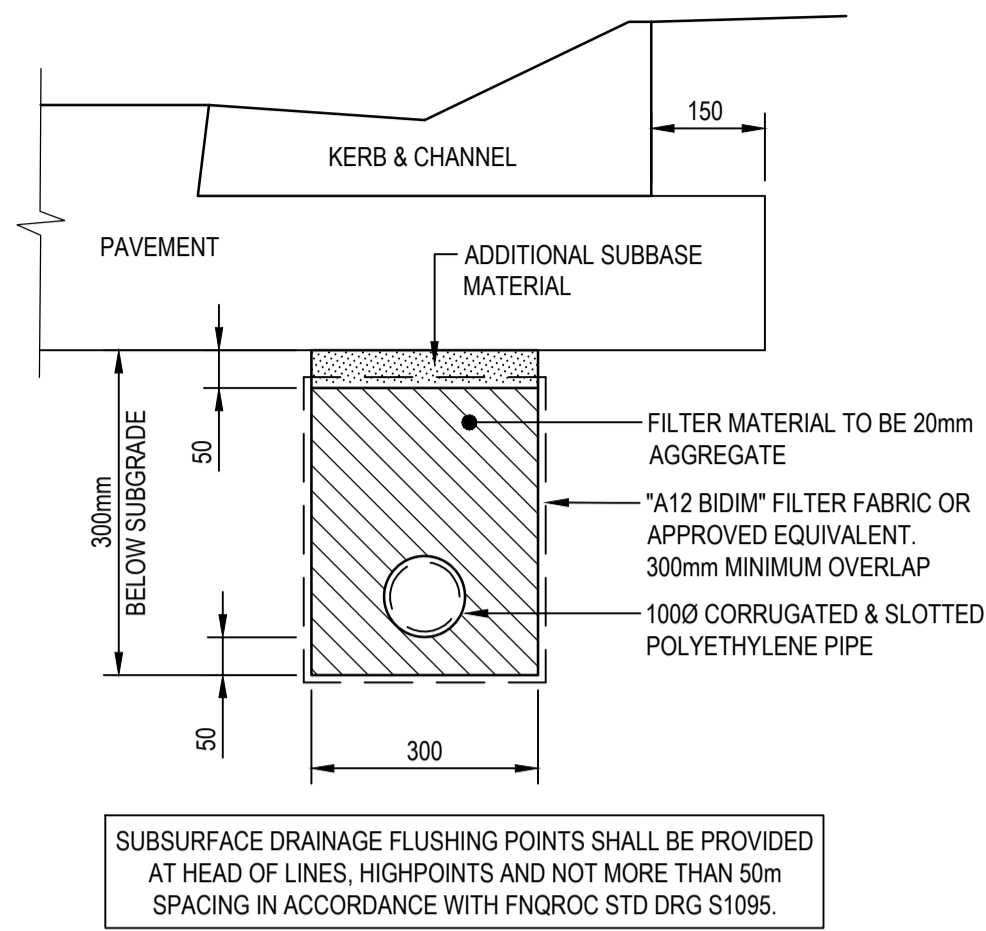 150
KERB & CHANNEL
PAVEMENT
ADDITIONAL SUBBASE
MATERIAL
300mm
BELOW SUBGRADE
50
FILTER MATERIAL TO BE 20mm
AGGREGATE
"A12 BIDIM" FILTER FABRIC OR
APPROVED EQUIVALENT.
300mm MINIMUM OVERLAP
100Ø CORRUGATED & SLOTTED
POLYETHYLENE PIPE
50
300
SUBSURFACE DRAINAGE FLUSHING POINTS SHALL BE PROVIDED
AT HEAD OF LINES, HIGHPOINTS AND NOT MORE THAN 50m
SPACING IN ACCORDANCE WITH FNQROC STD DRG S1095.